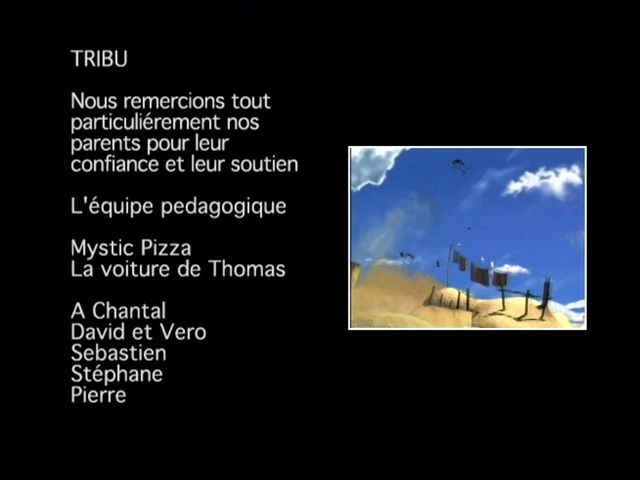 TRIBU
Nous remercions tout
particuliérement nos
parents pour leur
confiance et leur soutien
L'équipe pedagogique
Mystic Pizza
La voiture de Thomas
A Chantal
David et Vero
Sebastien
Stéphane
Pierre